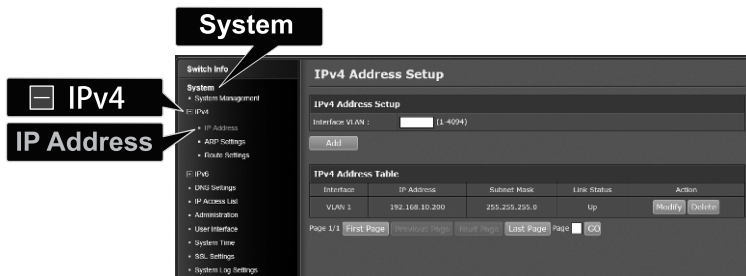 System
IPv4
IP Address
Switch Info
System
System Management
IPv4
IP Address
ARP Settings
Route Settings
IPv6
DNS Settings
IP Access List
Administration
User Interface
System Time
SSL Settings
System Log Settings
IPv4 Address Setup
IPv4 Address Setup
Interface VLAN : (1-4094)
Add
IPv4 Address Table
Interface IP Address Subnet Mask Link Status Action
VLAN 1 192.168.10.200 255.255.255.0 Up Modify Delete
Page 1/1 First Page Previous Page Next Page Last Page Page GO